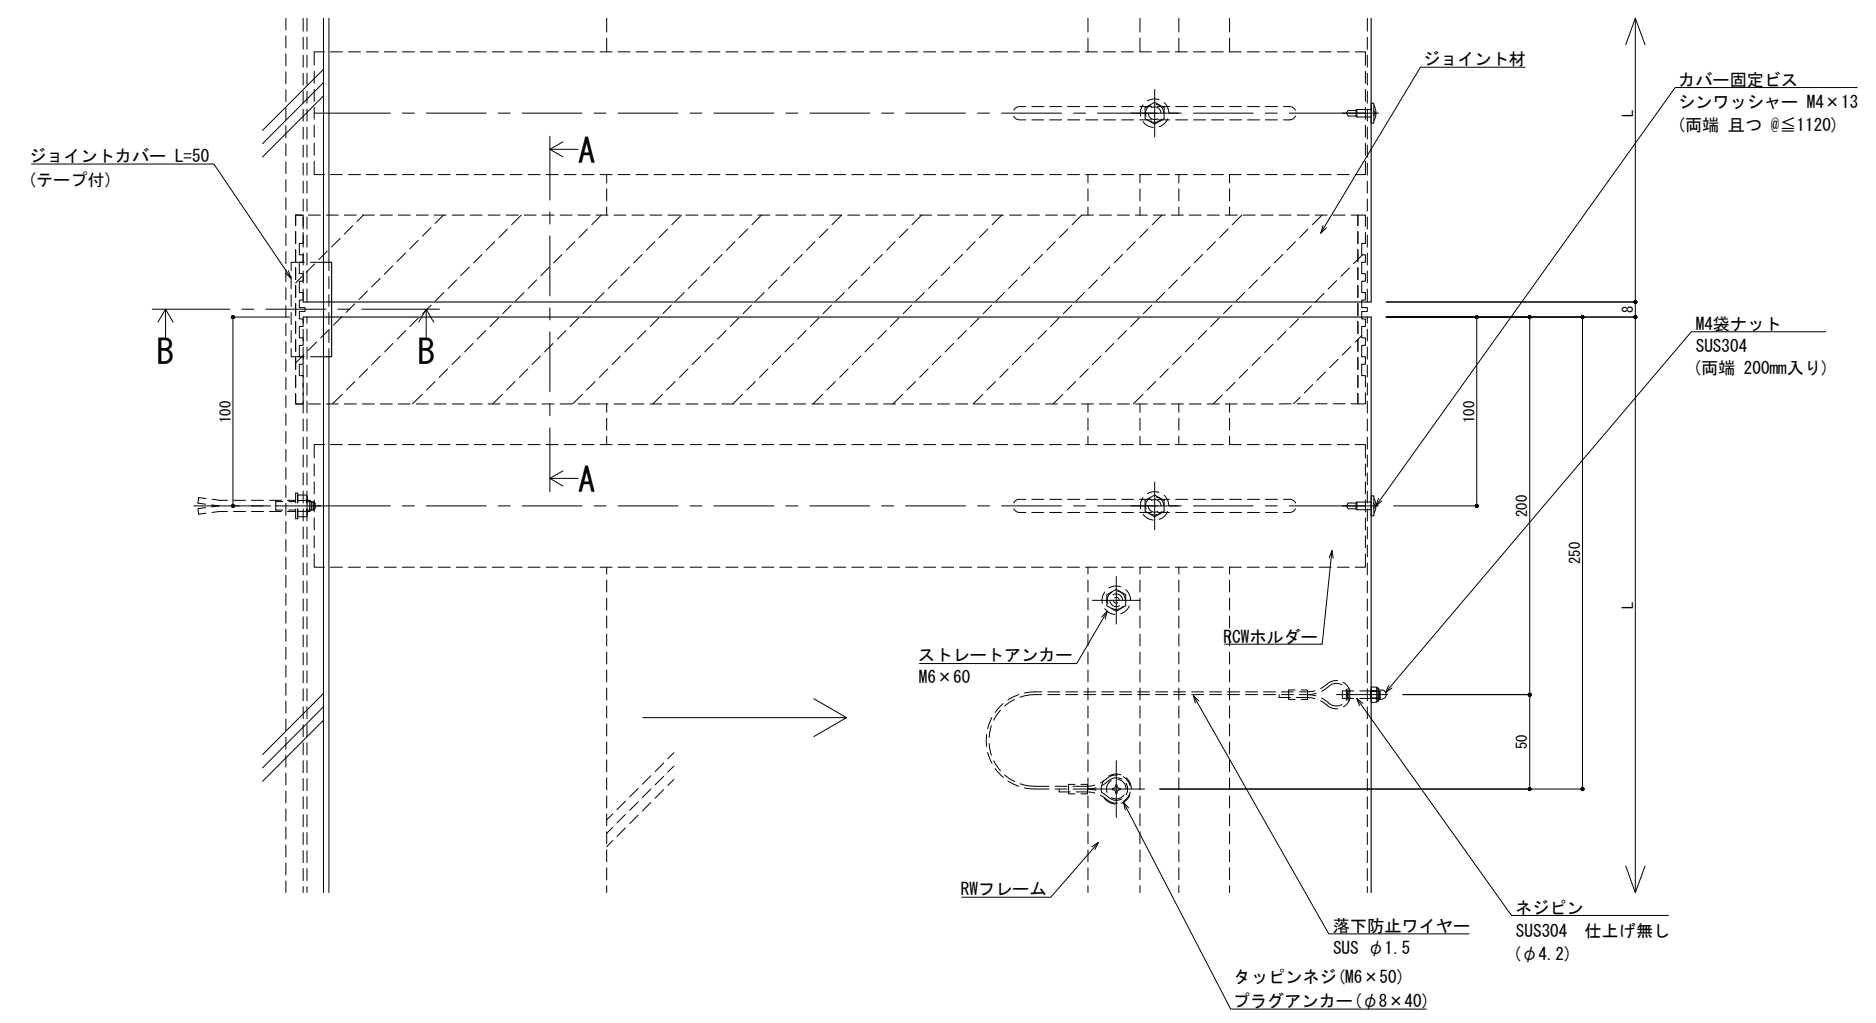 ジョイント材
カバー固定ビス
シンワッシャー M4×13
(両端 且つ @≦1120)
L
ジョイントカバー L=50
(テープ付)
A
8
B
B
M4袋ナット
SUS304
(両端 200mm入り)
100
100
A
200
250
L
RCWホルダー
ストレートアンカー
M6×60
50
RWフレーム
ネジピン
SUS304 仕上げ無し
(φ4.2)
落下防止ワイヤー
SUS φ1.5
タッピンネジ(M6×50)
プラグアンカー(φ8×40)